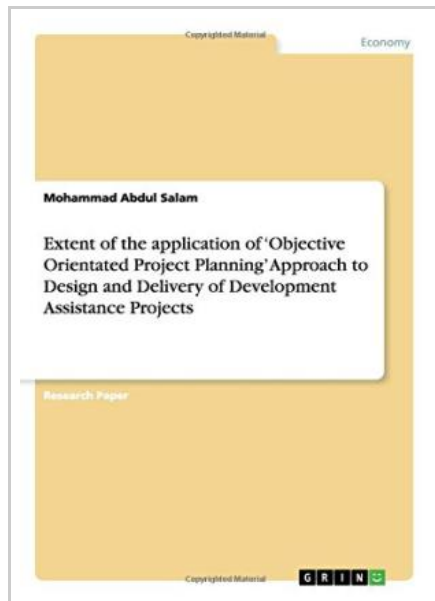 Copyrighted Material
Economy
Mohammad Abdul Salam
Extent of the application of ‘Objective
Orientated Project Planning’ Approach to
Design and Delivery of Development
Assistance Projects
Research Paper
Copyrighted Material
GRIN